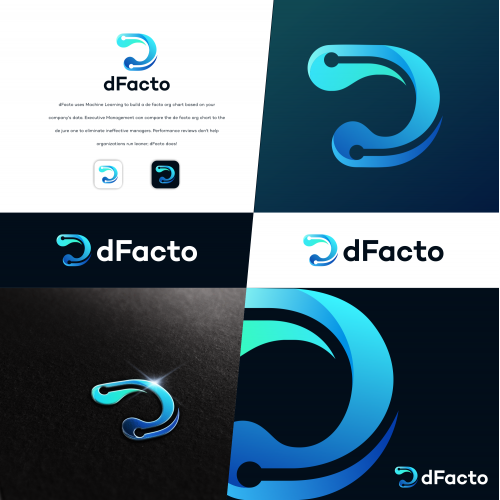 dFacto
dFacto uses Machine Learning to build a de facto org chart based on your
company's data. Executive Management can compare the de facto org chart to the
de jure one to eliminate ineffective managers. Performance reviews don't help
organizations run leaner. dFacto does!
dFacto
dFacto
dFacto